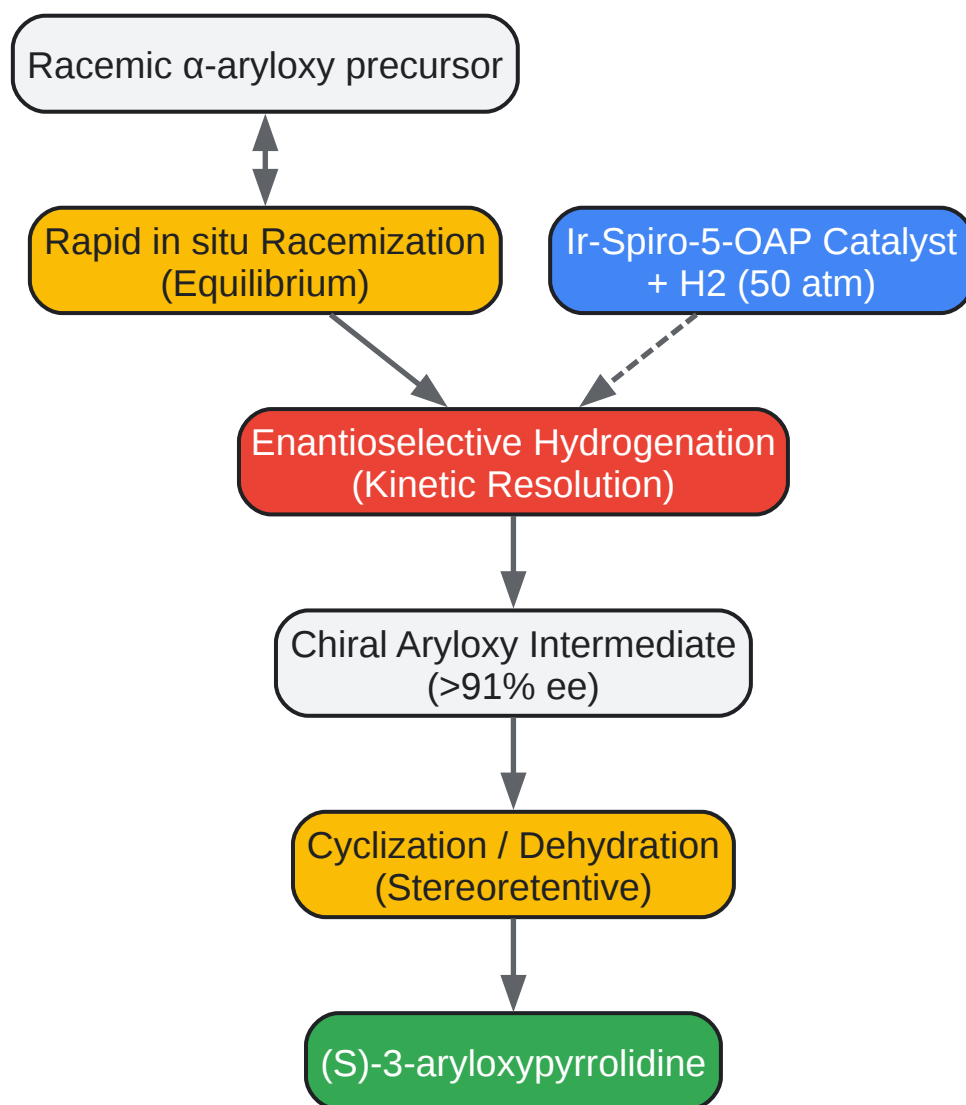 Racemic α-aryloxy precursor
Rapid in situ Racemization
(Equilibrium)
Ir-Spiro-5-OAP Catalyst
+ H2 (50 atm)
Enantioselective Hydrogenation
(Kinetic Resolution)
Chiral Aryloxy Intermediate
(>91% ee)
Cyclization / Dehydration
(Stereoretentive)
(S)-3-aryloxypyrrolidine